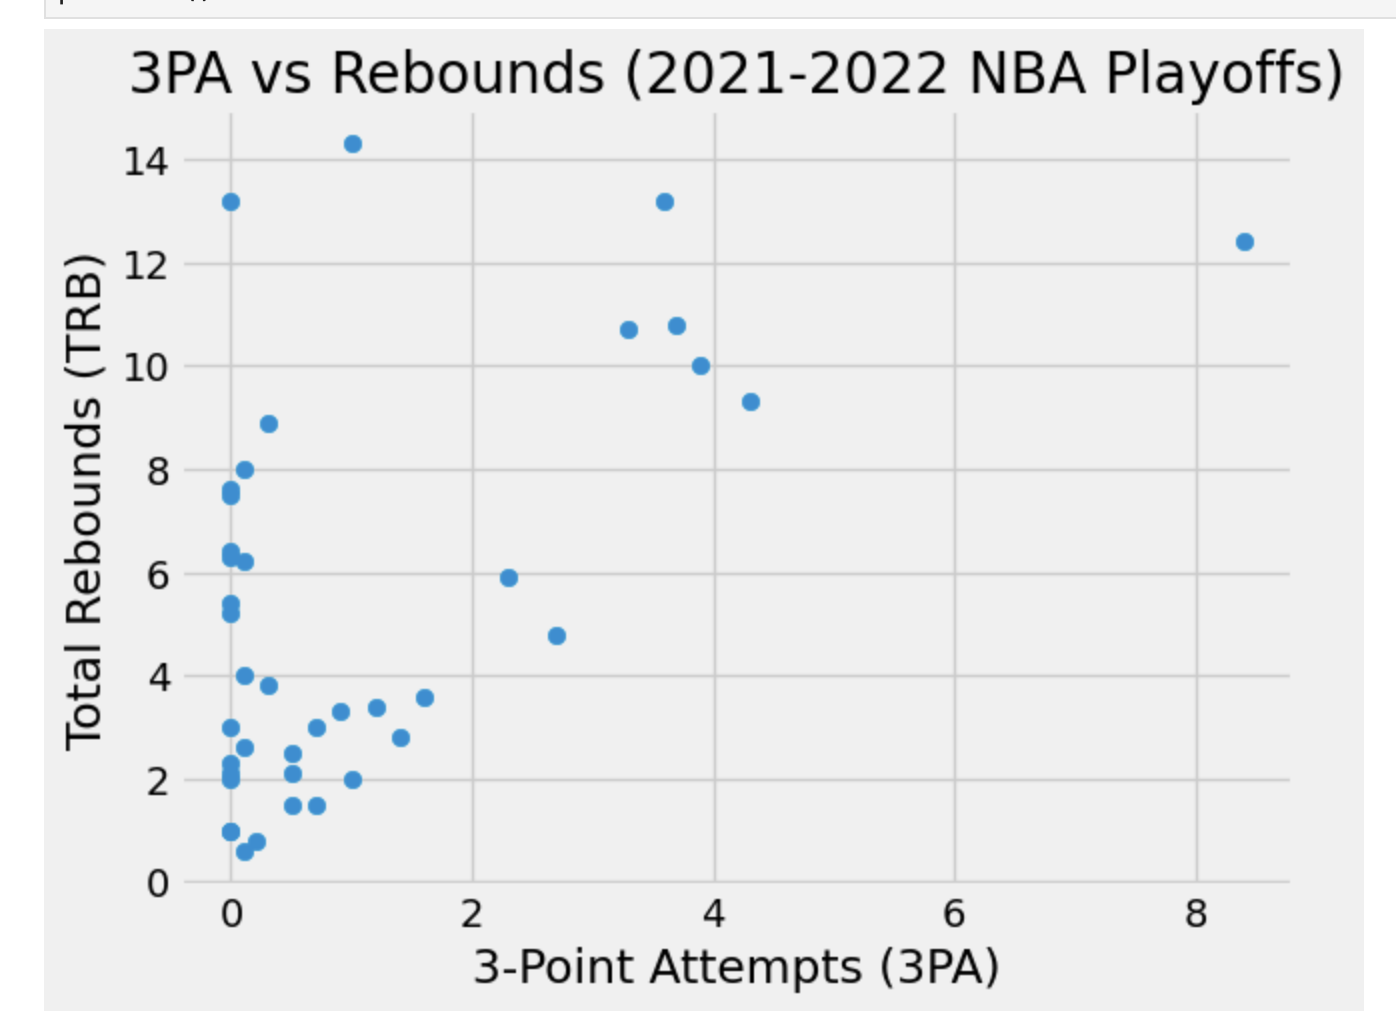 3PA vs Rebounds (2021-2022 NBA Playoffs)
14
12
10
8
6
4
2
0
Total Rebounds (TRB)
0 2 4 6 8
3-Point Attempts (3PA)